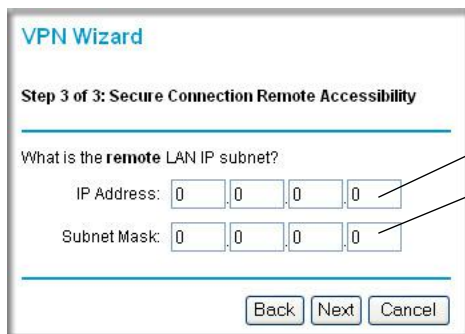 VPN Wizard
Step 3 of 3: Secure Connection Remote Accessibility
What is the remote LAN IP subnet?
IP Address: 0 . 0 . 0 . 0
Subnet Mask: 0 . 0 . 0 . 0
Back Next Cancel